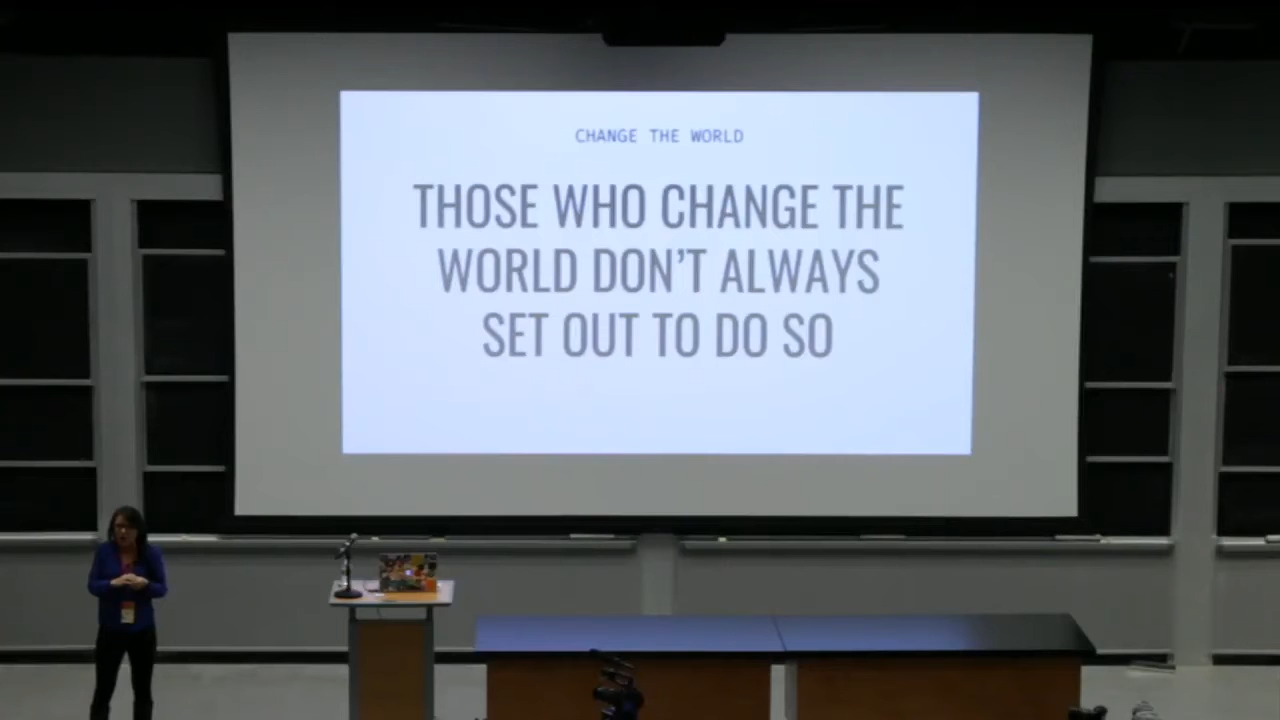 CHANGE THE WORLD
THOSE WHO CHANGE THE
WORLD DON'T ALWAYS
SET OUT TO DO SO